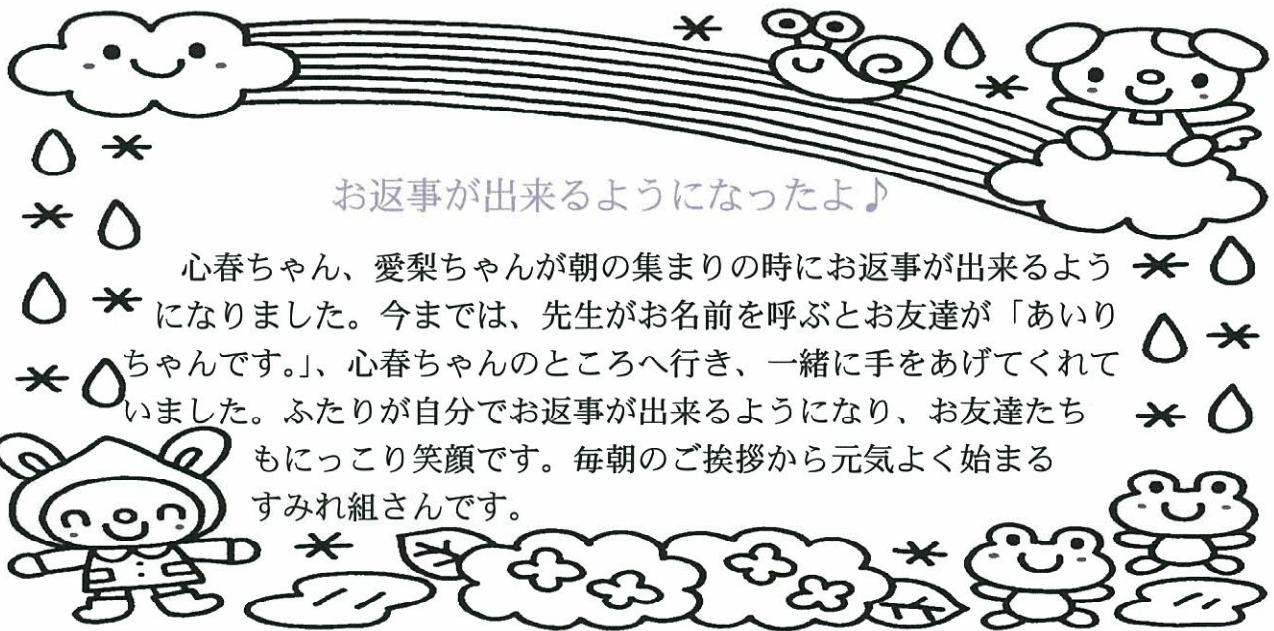 お返事が出来るようになったよ♪
心春ちゃん、愛梨ちゃんが朝の集まりの時にお返事が出来るよう
になりました。今までは、先生がお名前を呼ぶとお友達が「あいり
ちゃんです。」、心春ちゃんのところへ行き、一緒に手をあげてくれて
いました。ふたりが自分でお返事が出来るようになり、お友達たち
もにっこり笑顔です。毎朝のご挨拶から元気よく始まる
すみれ組さんです。